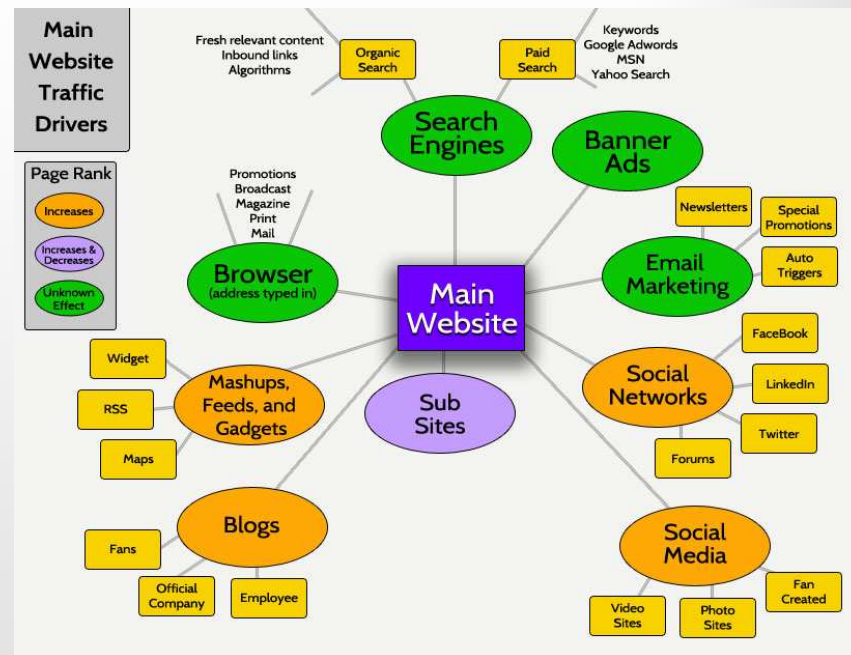 Main
Website
Traffic
Drivers
Fresh relevant content
Inbound links
Algorithms
Organic
Search
Paid
Search
Keywords
Google Adwords
MSN
Yahoo Search
Search
Engines
Banner
Ads
Page Rank
Increases
Increases &
Decreases
Unknown
Effect
Promotions
Broadcast
Magazine
Print
Mail
Browser
(address typed in)
Newsletters
Special
Promotions
Auto
Triggers
Email
Marketing
Main
Website
Widget
RSS
Maps
Mashups,
Feeds, and
Gadgets
Sub
Sites
Social
Networks
FaceBook
LinkedIn
Twitter
Forums
Blogs
Fans
Official
Company
Employee
Social
Media
Video
Sites
Photo
Sites
Fan
Created